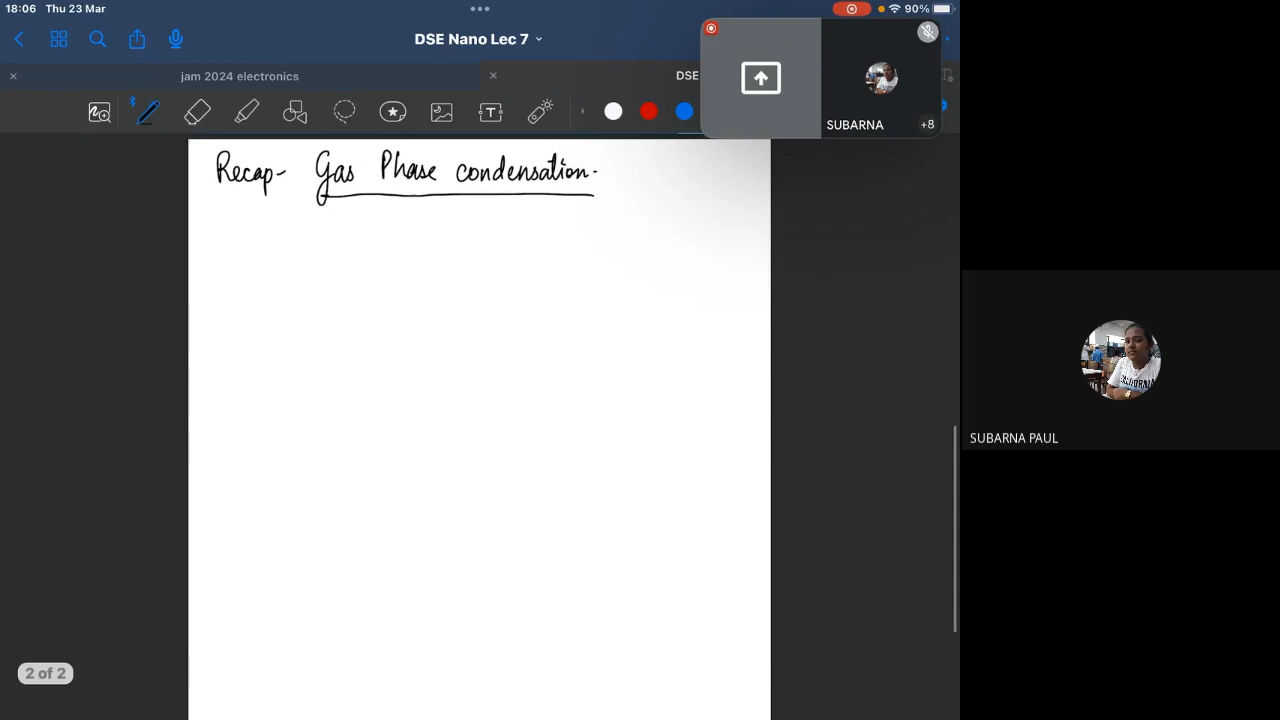 18:06 Thu 23 Mar
90%
DSE Nano Lec 7
jam 2024 electronics
DSE
SUBARNA
+8
Recap- Gas Phase condensation.
SUBARNA PAUL
2 of 2